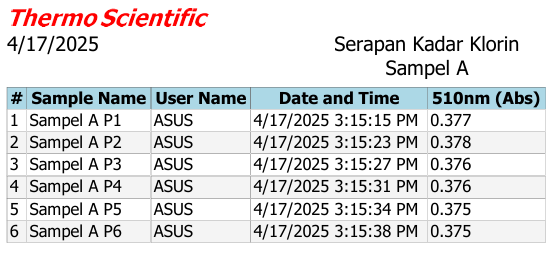 Thermo Scientific
4/17/2025 Serapan Kadar Klorin
Sampel A
# Sample Name User Name Date and Time 510nm (Abs)
1 Sampel A P1 ASUS 4/17/2025 3:15:15 PM 0.377
2 Sampel A P2 ASUS 4/17/2025 3:15:23 PM 0.378
3 Sampel A P3 ASUS 4/17/2025 3:15:27 PM 0.376
4 Sampel A P4 ASUS 4/17/2025 3:15:31 PM 0.376
5 Sampel A P5 ASUS 4/17/2025 3:15:34 PM 0.375
6 Sampel A P6 ASUS 4/17/2025 3:15:38 PM 0.375